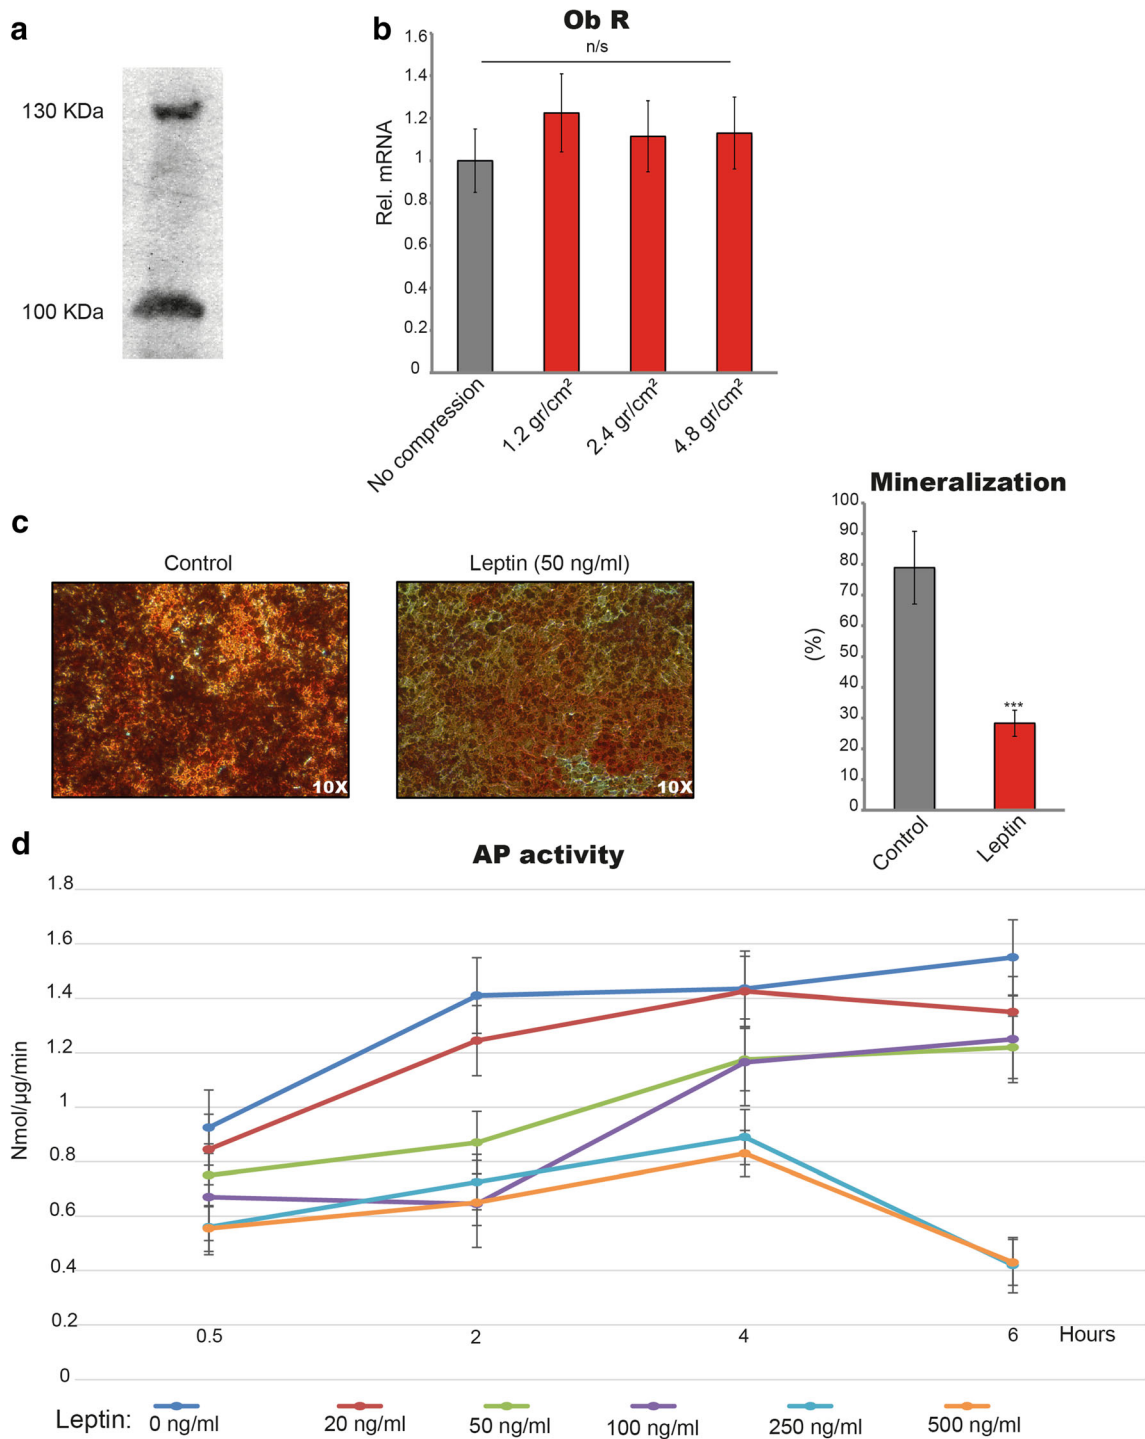 a
130 KDa
100 KDa
b
Ob R
n/s
Rel. mRNA
1.6
1.4
1.2
1
0.8
0.6
0.4
0.2
0
No compression
1.2 gr/cm²
2.4 gr/cm²
4.8 gr/cm²
c
Control
Leptin (50 ng/ml)
10X
10X
Mineralization
(%)
100
90
80
70
60
50
40
30
20
10
0
***
Control
Leptin
d
AP activity
Nmol/µg/min
1.8
1.6
1.4
1.2
1
0.8
0.6
0.4
0.2
0
0.5 2 4 6 Hours
Leptin: 0 ng/ml 20 ng/ml 50 ng/ml 100 ng/ml 250 ng/ml 500 ng/ml